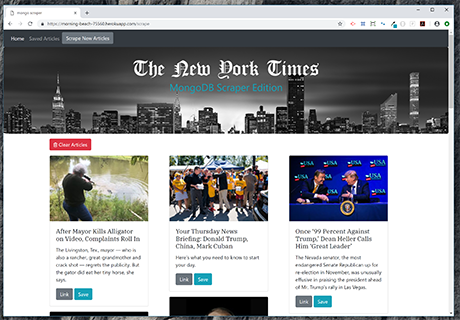 mongo scraper
https://morning-beach-75568.herokuapp.com/scrape
Home Saved Articles Scrape New Articles
The New York Times
MongoDB Scraper Edition
Clear Articles
After Mayor Kills Alligator
on Video, Complaints Roll In
The Livingston, Tex., mayor — who is
also a rancher, great-grandmother and
crack shot — regrets the publicity. But
the gator did eat her tiny horse, she
says.
Link Save
Your Thursday News
Briefing: Donald Trump,
China, Mark Cuban
Here's what you need to know to start
your day.
Link Save
USA
USA
Once '99 Percent Against
Trump,' Dean Heller Calls
Him 'Great Leader'
The Nevada senator, the most
endangered Senate Republican up for
re-election in November, was unusually
effusive in praising the president ahead
of Mr. Trump's rally in Las Vegas.
Link Save